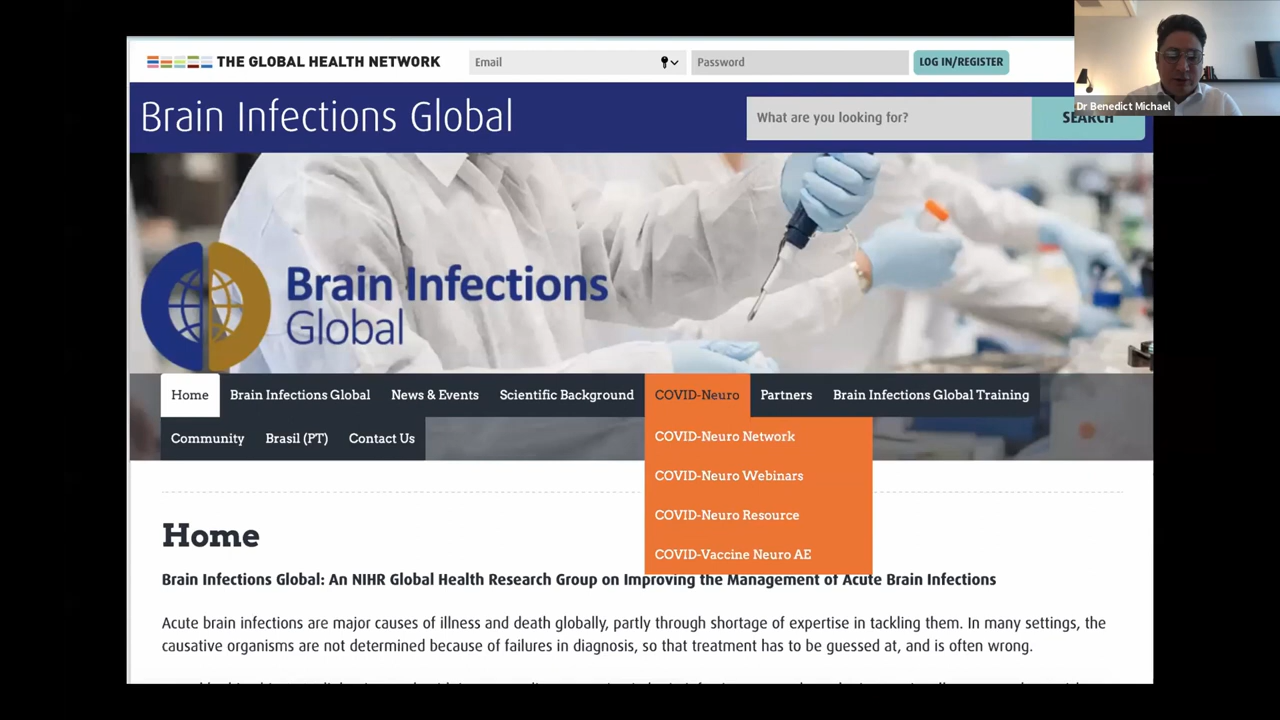 THE GLOBAL HEALTH NETWORK
Email
Password
LOG IN/REGISTER
Dr Benedict Michael
Brain Infections Global
What are you looking for?
SEARCH
Brain Infections
Global
Home
Brain Infections Global
News & Events
Scientific Background
COVID-Neuro
Partners
Brain Infections Global Training
Community
Brasil (PT)
Contact Us
COVID-Neuro Network
COVID-Neuro Webinars
COVID-Neuro Resource
COVID-Vaccine Neuro AE
Home
Brain Infections Global: An NIHR Global Health Research Group on Improving the Management of Acute Brain Infections
Acute brain infections are major causes of illness and death globally, partly through shortage of expertise in tackling them. In many settings, the
causative organisms are not determined because of failures in diagnosis, so that treatment has to be guessed at, and is often wrong.